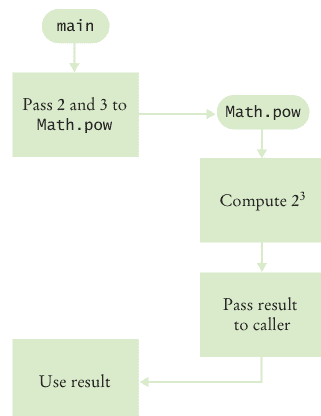 main
Pass 2 and 3 to
Math.pow
Math.pow
Compute 2³
Pass result
to caller
Use result